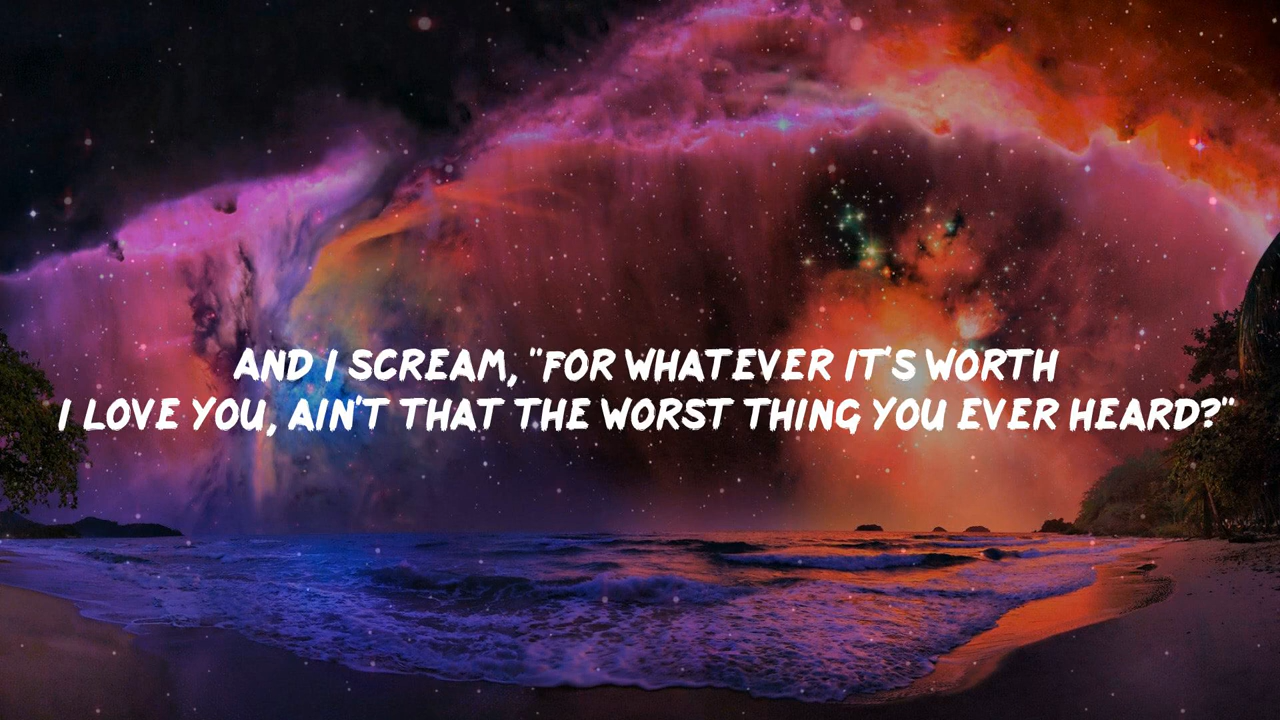 AND I SCREAM, "FOR WHATEVER IT'S WORTH
I LOVE YOU, AIN'T THAT THE WORST THING YOU EVER HEARD?"